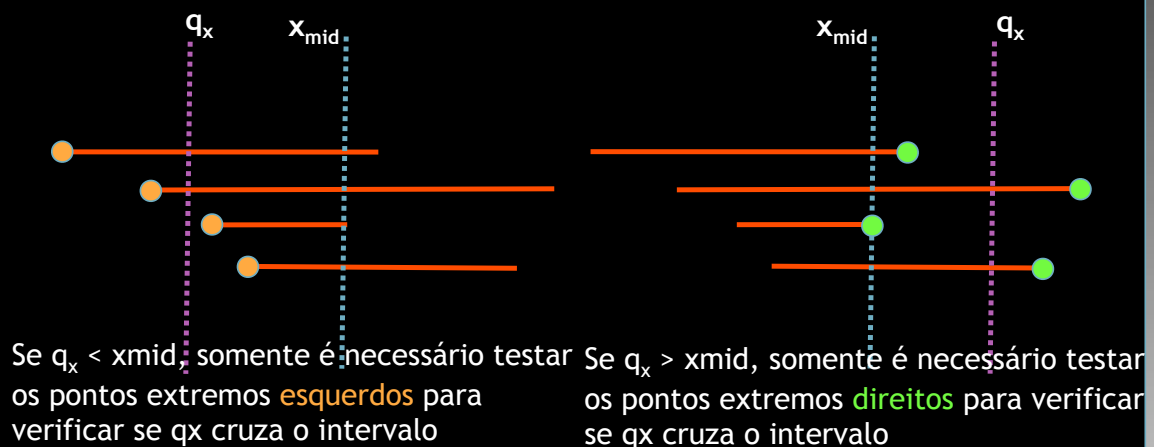 qx
xmid
xmid
qx
Se qx < xmid, somente é necessário testar
os pontos extremos esquerdos para
verificar se qx cruza o intervalo
Se qx > xmid, somente é necessário testar
os pontos extremos direitos para verificar
se qx cruza o intervalo